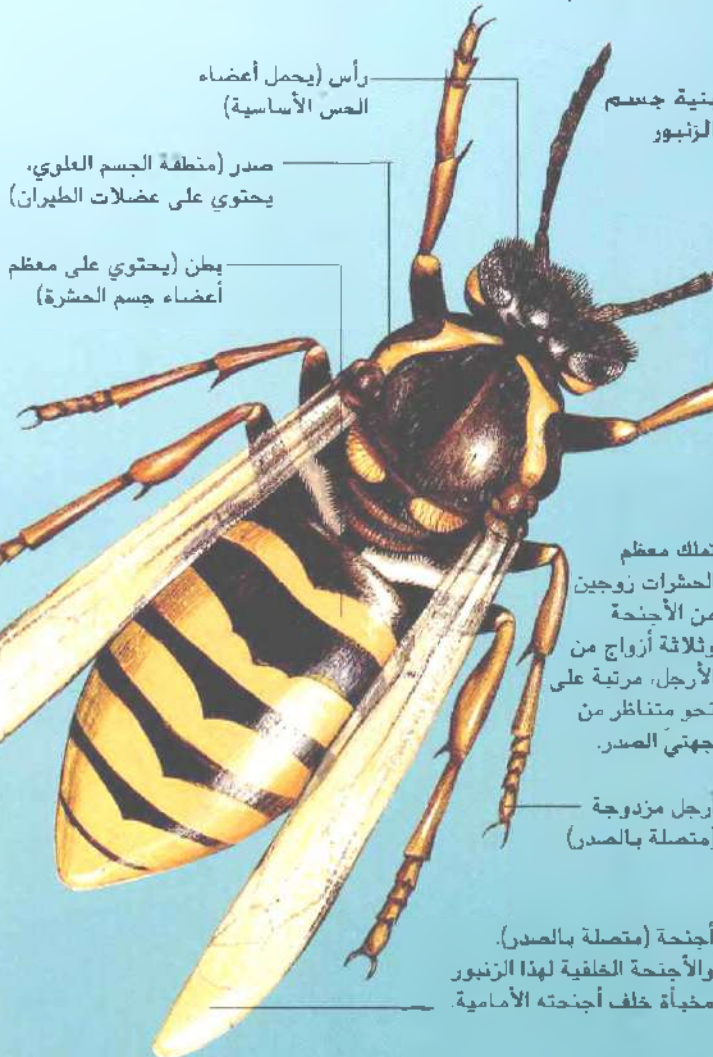 بنية جسم
الزنبور
رأس (يحمل أعضاء
الحس الأساسية)
صدر (منطقة الجسم العلوي،
يحتوي على عضلات الطيران)
بطن (يحتوي على معظم
أعضاء جسم الحشرة)
تملك معظم
الحشرات زوجين
من الأجنحة
وثلاثة أزواج من
الأرجل، مرتبة على
نحو متناظر من
جهتيّ الصدر.
أرجل مزدوجة
(متصلة بالصدر)
أجنحة (متصلة بالصدر).
والأجنحة الخلفية لهذا الزنبور
مخبأة خلف أجنحته الأمامية.